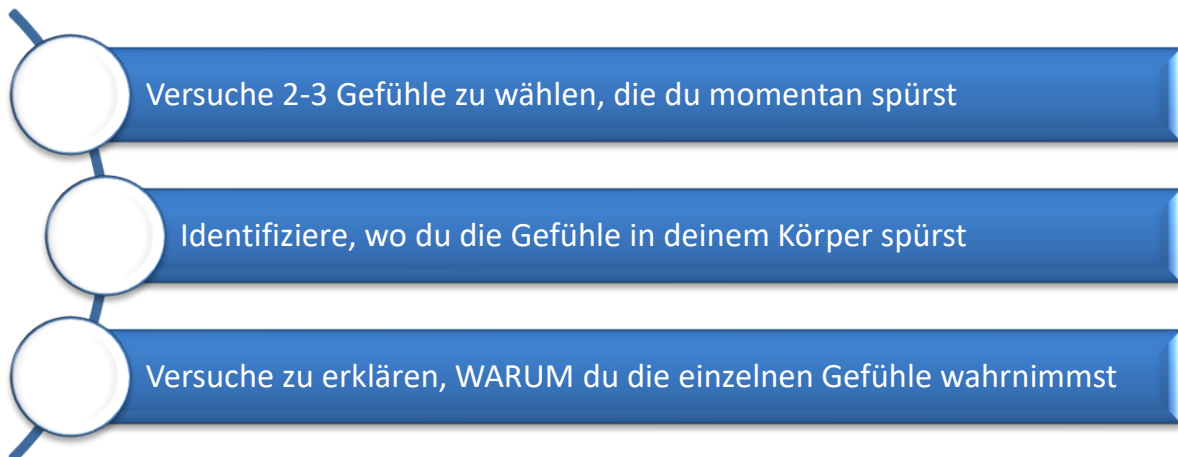 Versuche 2-3 Gefühle zu wählen, die du momentan spürst
Identifiziere, wo du die Gefühle in deinem Körper spürst
Versuche zu erklären, WARUM du die einzelnen Gefühle wahrnimmst